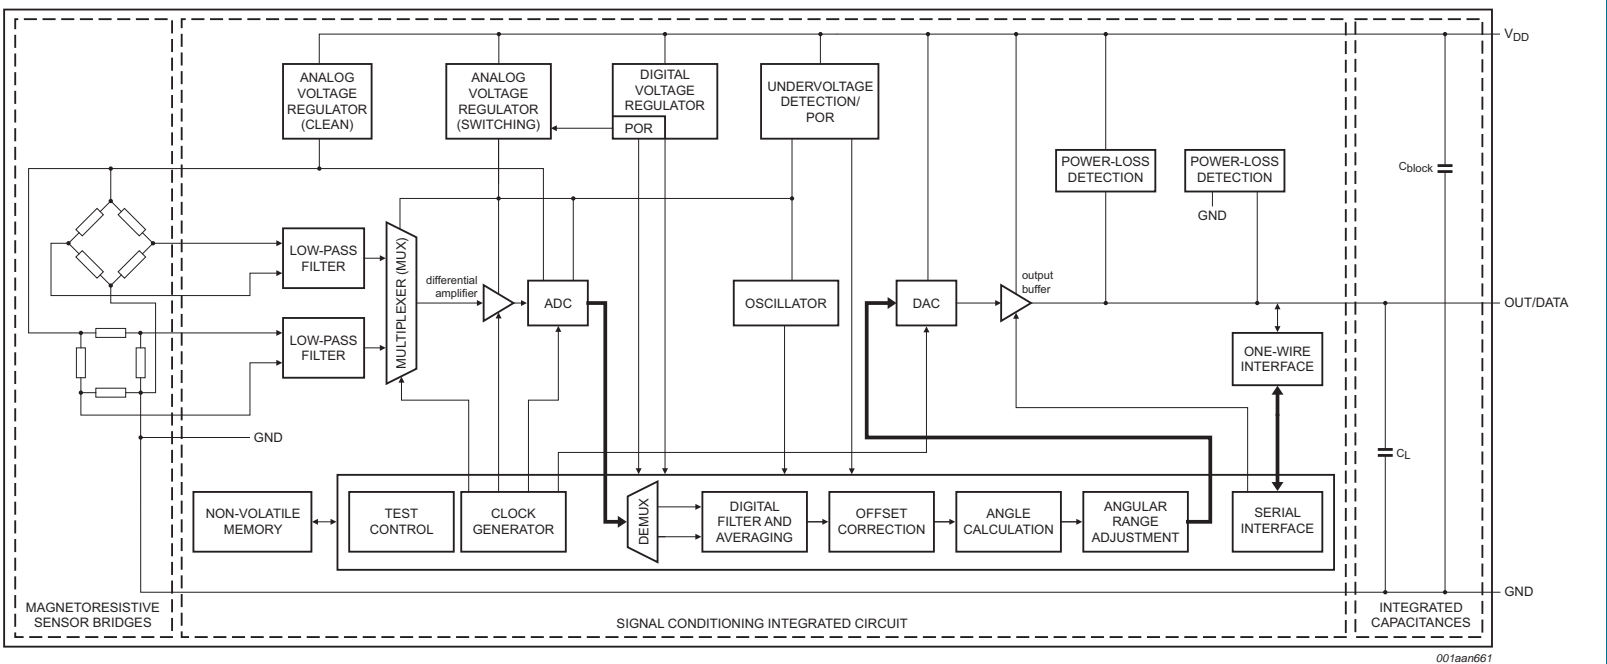 VDD
ANALOG
VOLTAGE
REGULATOR
(CLEAN)
ANALOG
VOLTAGE
REGULATOR
(SWITCHING)
DIGITAL
VOLTAGE
REGULATOR
POR
UNDERVOLTAGE
DETECTION/
POR
POWER-LOSS
DETECTION
POWER-LOSS
DETECTION
GND
Cblock
LOW-PASS
FILTER
LOW-PASS
FILTER
MULTIPLEXER (MUX)
differential
amplifier
ADC
OSCILLATOR
DAC
output
buffer
OUT/DATA
ONE-WIRE
INTERFACE
GND
CL
NON-VOLATILE
MEMORY
TEST
CONTROL
CLOCK
GENERATOR
DEMUX
DIGITAL
FILTER AND
AVERAGING
OFFSET
CORRECTION
ANGLE
CALCULATION
ANGULAR
RANGE
ADJUSTMENT
SERIAL
INTERFACE
GND
MAGNETORESISTIVE
SENSOR BRIDGES
SIGNAL CONDITIONING INTEGRATED CIRCUIT
INTEGRATED
CAPACITANCES
001aan661